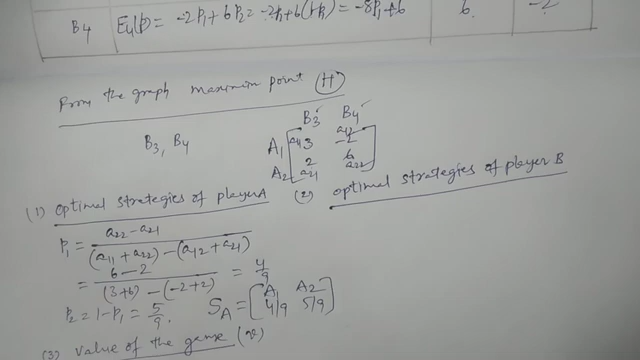 B4 E4(p) = -2P1 + 6P2 = -2P1 + 6(1-P1) = -8P1 + 6 6 -2
From the graph maximin point (H)
B3, B4
B3 B4
A1 a11 3 a12 -2
A2 2 a21 6 a22
(1) optimal strategies of player A (2) optimal strategies of player B
P1 = a22 - a21 / (a11 + a22) - (a12 + a21)
= 6 - 2 / (3+6) - (-2+2) = 4/9
P2 = 1 - P1 = 5/9. SA = [A1 A2 4/9 5/9]
(3) value of the game (v)